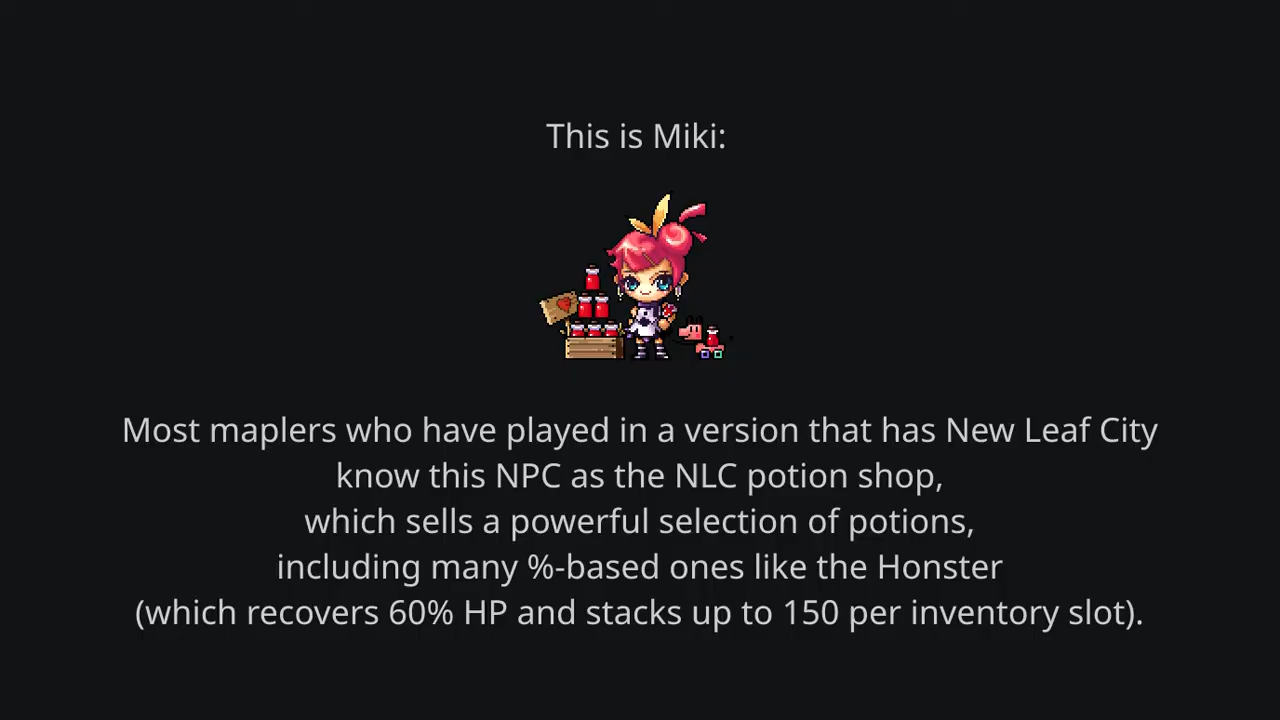 This is Miki:
Most maplers who have played in a version that has New Leaf City
know this NPC as the NLC potion shop,
which sells a powerful selection of potions,
including many %-based ones like the Honster
(which recovers 60% HP and stacks up to 150 per inventory slot).